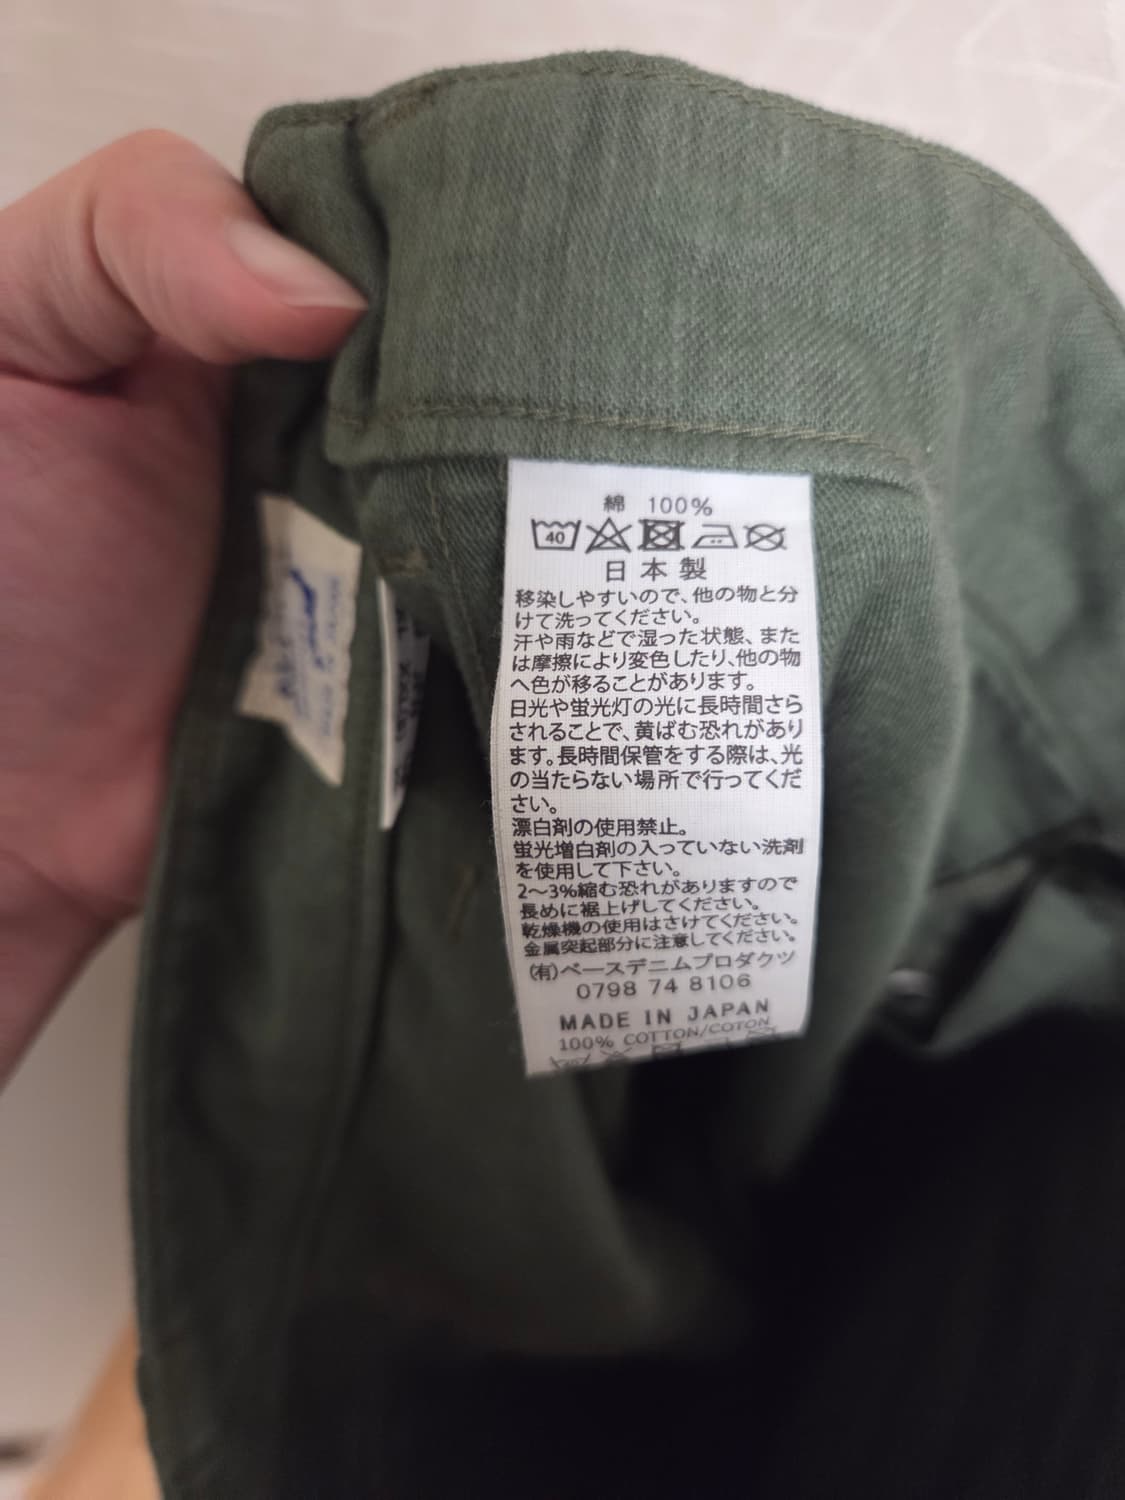 綿 100%
40
日本製
移染しやすいので、他の物と分
けて洗ってください。
汗や雨などで湿った状態、また
は摩擦により変色したり、他の物
へ色が移ることがあります。
日光や蛍光灯の光に長時間さら
されることで、黄ばむ恐れがあり
ます。長時間保管をする際は、光
の当たらない場所で行ってくだ
さい。
漂白剤の使用禁止。
蛍光増白剤の入っていない洗剤
を使用して下さい。
2〜3%縮む恐れがありますので
長めに裾上げしてください。
乾燥機の使用はさけてください。
金属突起部分に注意してください。
(有)ベースデニムプロダクツ
0798 74 8106
MADE IN JAPAN
100% COTTON/COTON